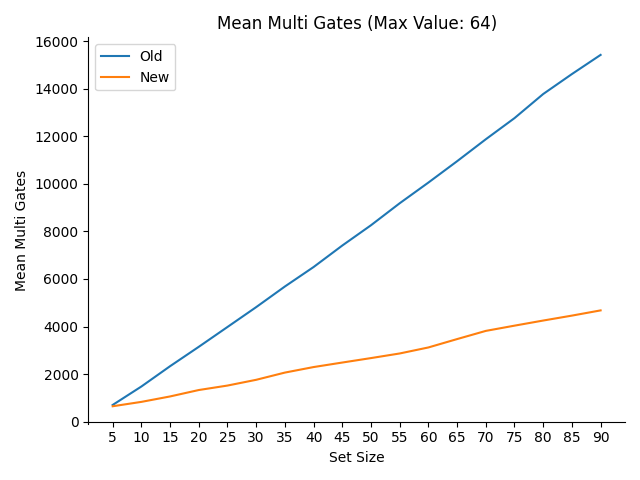 Mean Multi Gates (Max Value: 64)
Old
New
Mean Multi Gates
16000
14000
12000
10000
8000
6000
4000
2000
0
5 10 15 20 25 30 35 40 45 50 55 60 65 70 75 80 85 90
Set Size